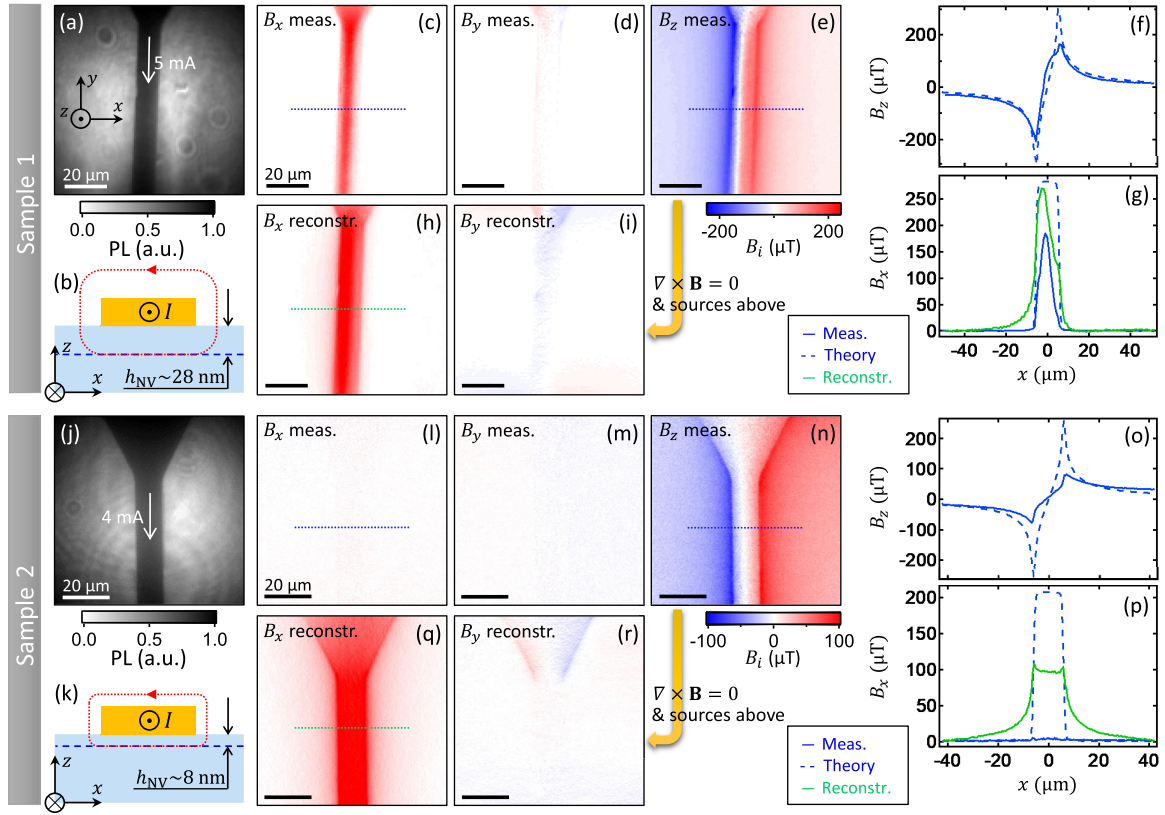 Sample 1
(a)
5 mA
y
z
x
20 μm
0.0 0.5 1.0
PL (a.u.)
(b)
I
z
x
h_NV~28 nm
B_x meas. (c)
20 μm
B_y meas. (d)
B_z meas. (e)
B_x reconstr. (h)
B_y reconstr. (i)
-200 0 200
B_i (μT)
∇ × B = 0
& sources above
(f)
B_z (μT)
200
0
-200
(g)
B_x (μT)
250
200
150
100
50
0
-40 -20 0 20 40
x (μm)
Meas.
Theory
Reconstr.
Sample 2
(j)
4 mA
20 μm
0.0 0.5 1.0
PL (a.u.)
(k)
I
z
x
h_NV~8 nm
B_x meas. (l)
20 μm
B_y meas. (m)
B_z meas. (n)
B_x reconstr. (q)
B_y reconstr. (r)
-100 0 100
B_i (μT)
∇ × B = 0
& sources above
(o)
B_z (μT)
200
100
0
-100
-200
(p)
B_x (μT)
200
150
100
50
0
-40 -20 0 20 40
x (μm)
Meas.
Theory
Reconstr.